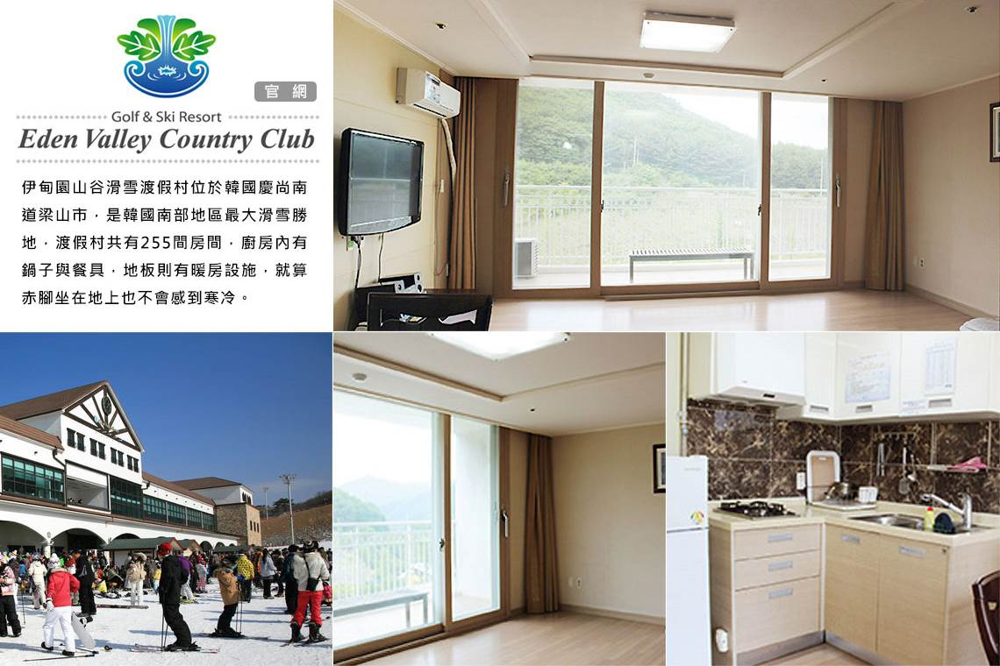 官 網
Golf & Ski Resort
Eden Valley Country Club
伊甸園山谷滑雪渡假村位於韓國慶尚南
道梁山市，是韓國南部地區最大滑雪勝
地，渡假村共有255間房間，廚房內有
鍋子與餐具，地板則有暖房設施，就算
赤腳坐在地上也不會感到寒冷。